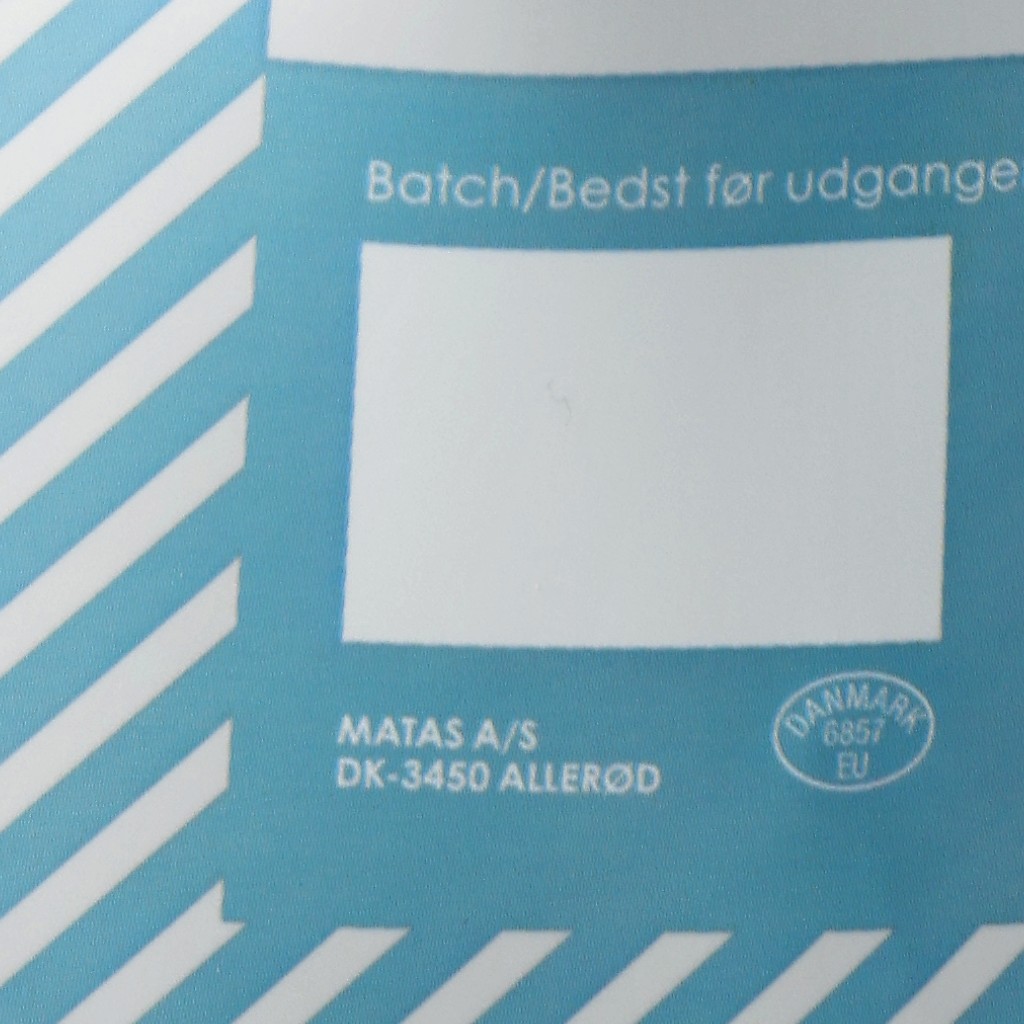 Batch/Bedst før udgange
MATAS A/S
DK-3450 ALLERØD
DANMARK
6857
EU